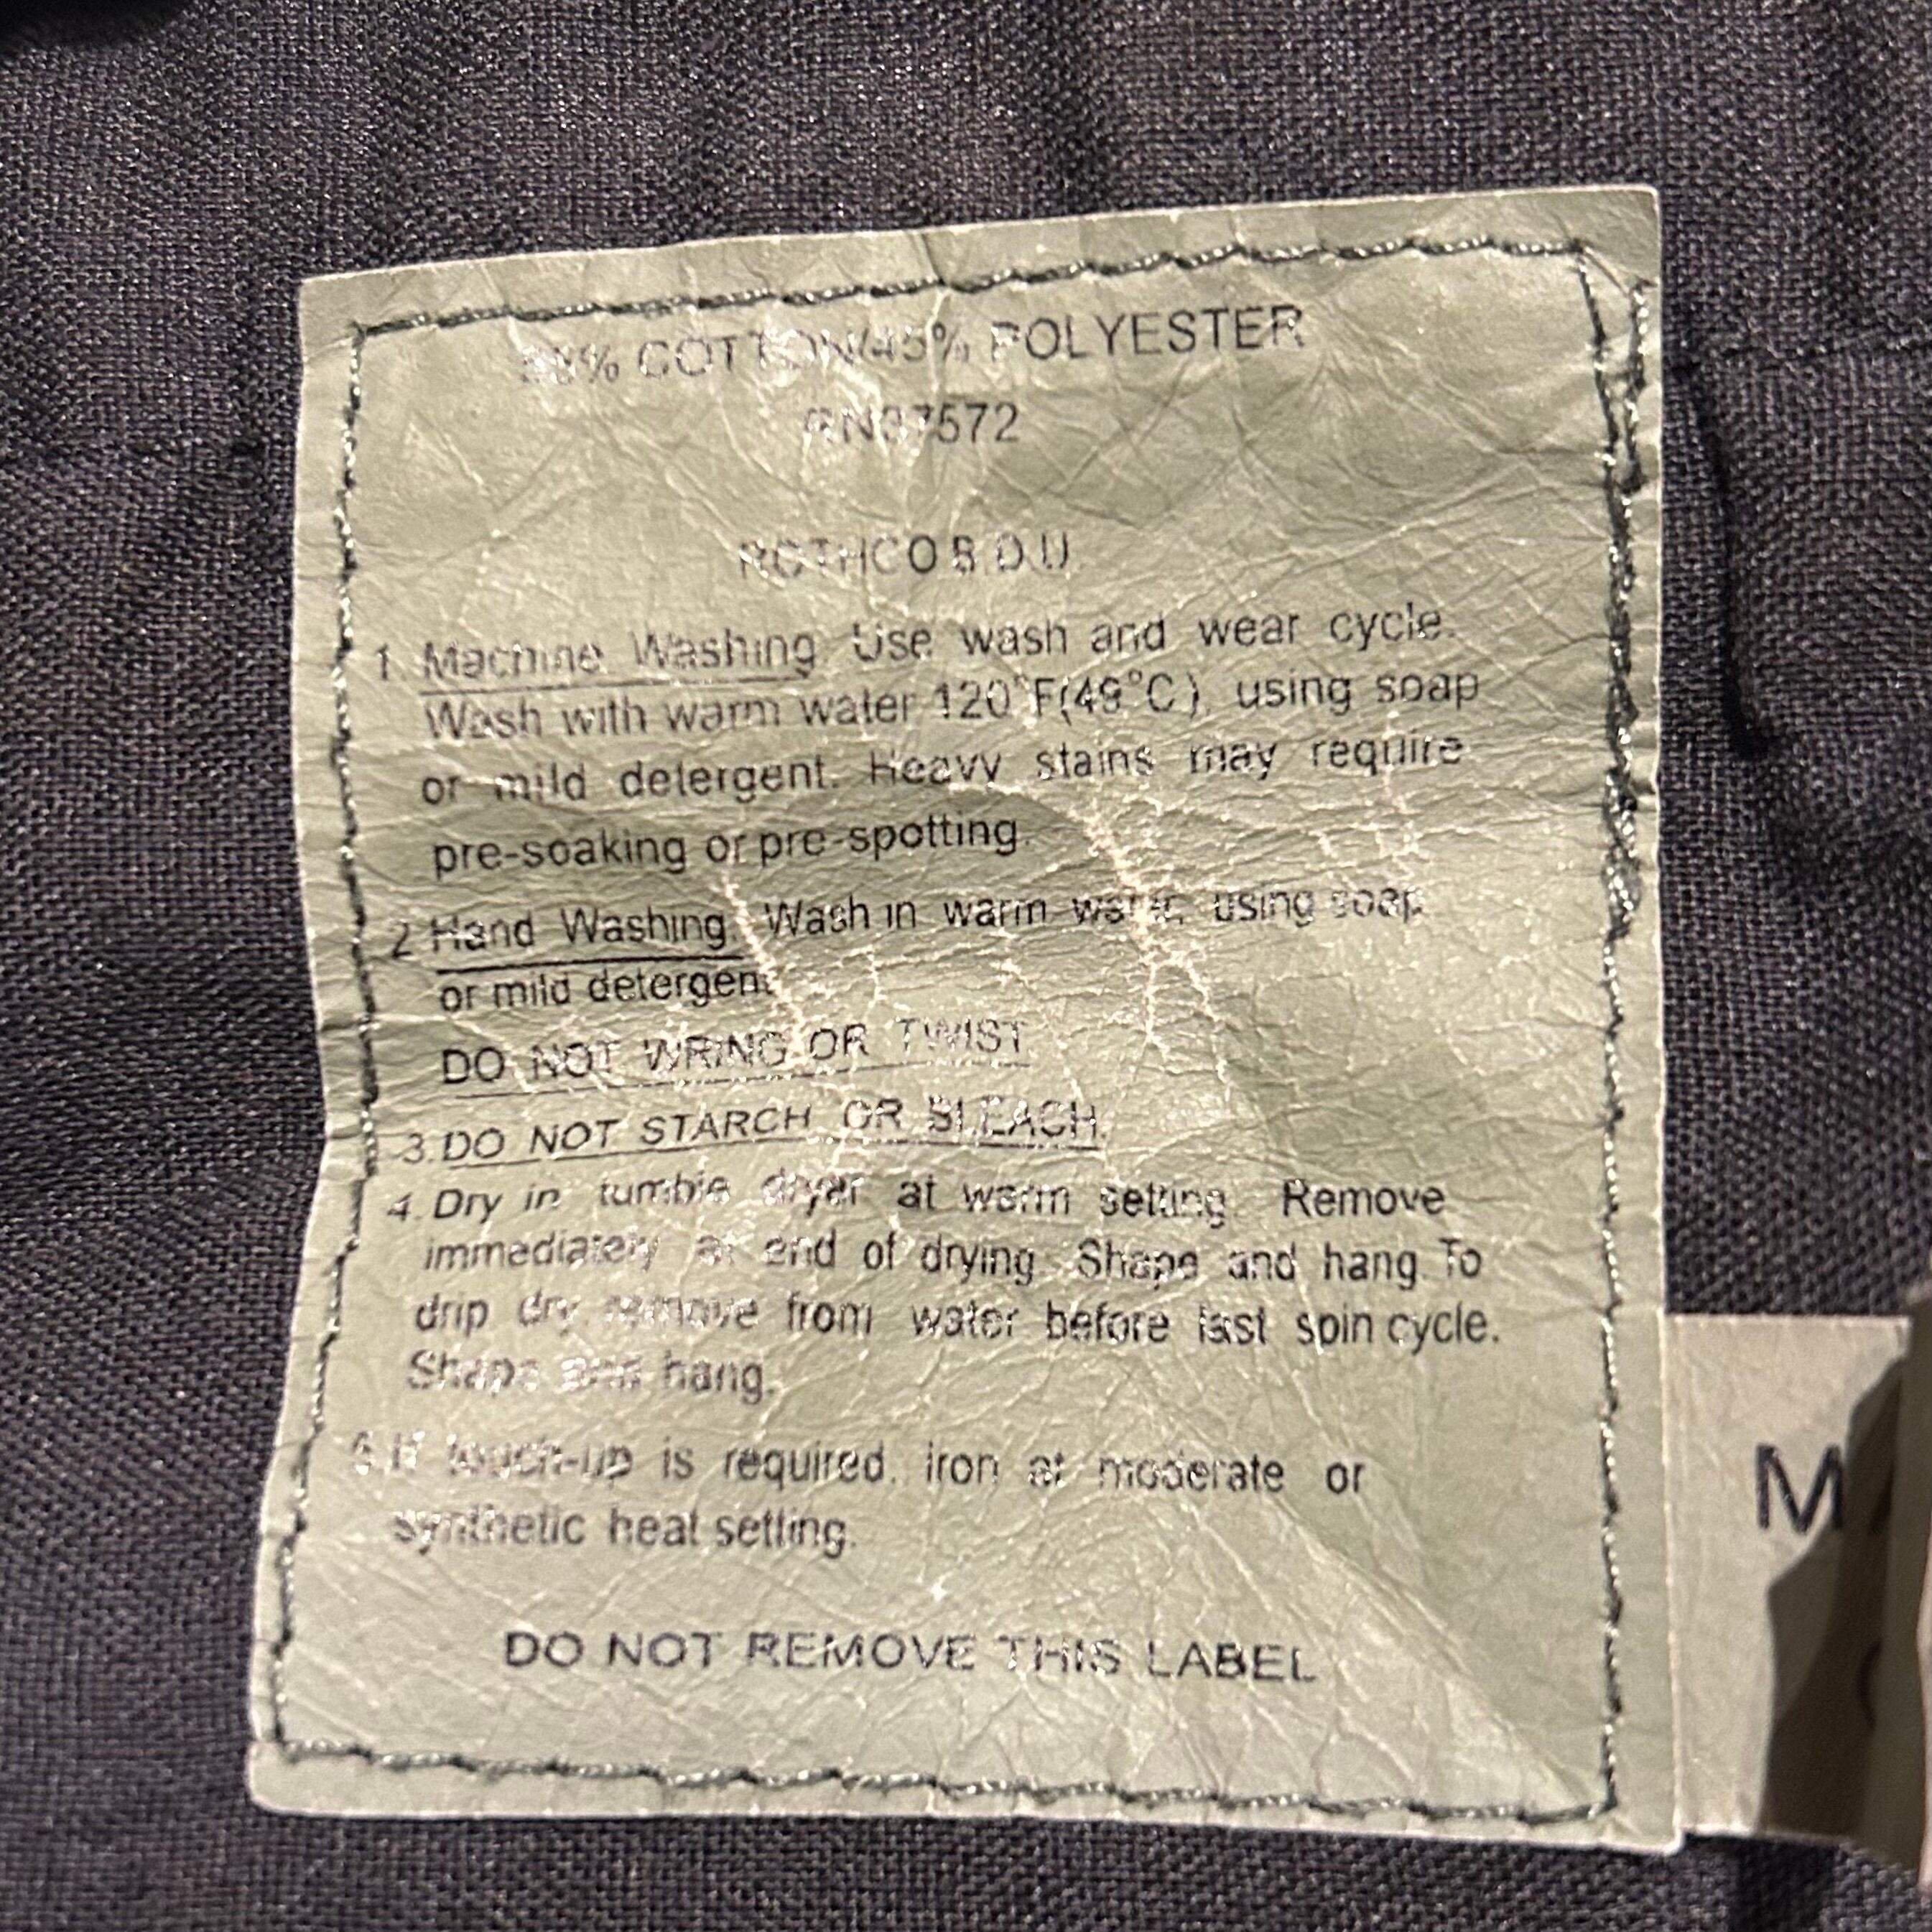 55% COTTON/45% POLYESTER
RN37572
ROTHCO B.D.U.
1. Machine Washing. Use wash and wear cycle.
Wash with warm water 120°F(49°C), using soap
or mild detergent. Heavy stains may require
pre-soaking or pre-spotting.
2 Hand Washing. Wash in warm water, using soap
or mild detergent.
DO NOT WRING OR TWIST
3. DO NOT STARCH OR BLEACH.
4. Dry in tumble dryer at warm setting. Remove
immediately at end of drying. Shape and hang. To
drip dry, remove from water before last spin cycle.
Shape and hang.
5. If touch-up is required, iron at moderate or
synthetic heat setting.
DO NOT REMOVE THIS LABEL
M